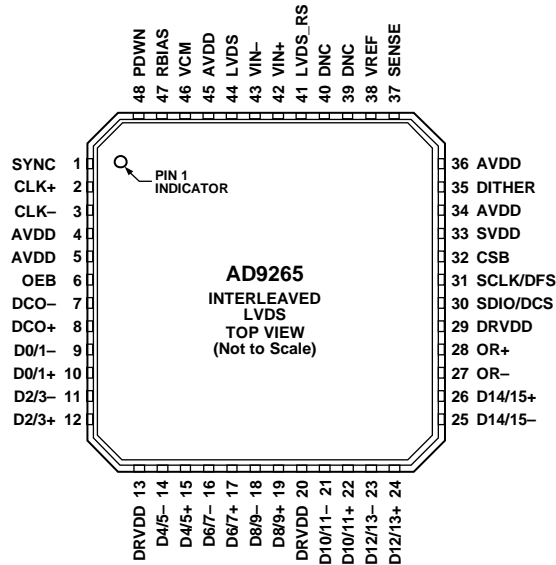 48 PDWN
47 RBIAS
46 VCM
45 AVDD
44 LVDS
43 VIN–
42 VIN+
41 LVDS_RS
40 DNC
39 DNC
38 VREF
37 SENSE
SYNC 1
CLK+ 2
CLK– 3
AVDD 4
AVDD 5
OEB 6
DCO– 7
DCO+ 8
D0/1– 9
D0/1+ 10
D2/3– 11
D2/3+ 12
PIN 1
INDICATOR
AD9265
INTERLEAVED
LVDS
TOP VIEW
(Not to Scale)
36 AVDD
35 DITHER
34 AVDD
33 SVDD
32 CSB
31 SCLK/DFS
30 SDIO/DCS
29 DRVDD
28 OR+
27 OR–
26 D14/15+
25 D14/15–
DRVDD 13
D4/5– 14
D4/5+ 15
D6/7– 16
D6/7+ 17
D8/9– 18
D8/9+ 19
DRVDD 20
D10/11– 21
D10/11+ 22
D12/13– 23
D12/13+ 24